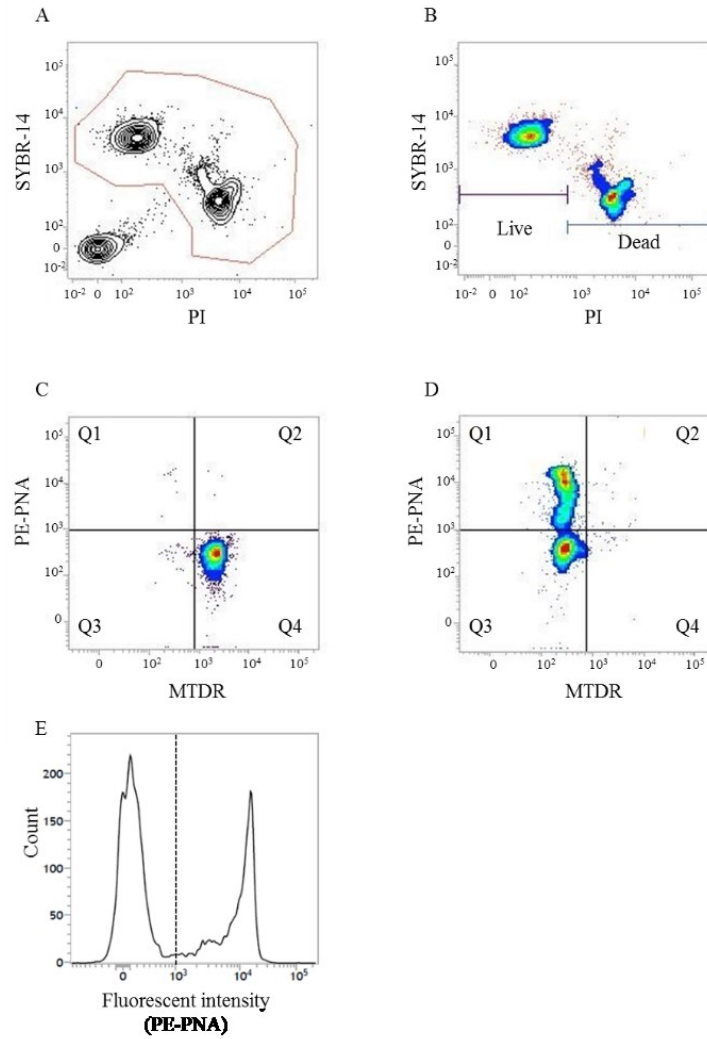 A
SYBR-14
10⁵
10⁴
10³
10²
0
10⁻²
10⁻² 0 10² 10³ 10⁴ 10⁵
PI
B
SYBR-14
10⁵
10⁴
10³
10²
0
10⁻²
Live
Dead
10⁻² 0 10² 10³ 10⁴ 10⁵
PI
C
PE-PNA
10⁵
10⁴
10³
10²
0
Q1 Q2
Q3 Q4
0 10² 10³ 10⁴ 10⁵
MTDR
D
PE-PNA
10⁵
10⁴
10³
10²
0
Q1 Q2
Q3 Q4
0 10² 10³ 10⁴ 10⁵
MTDR
E
Count
200
150
100
50
0
0 10³ 10⁴ 10⁵
Fluorescent intensity
(PE-PNA)